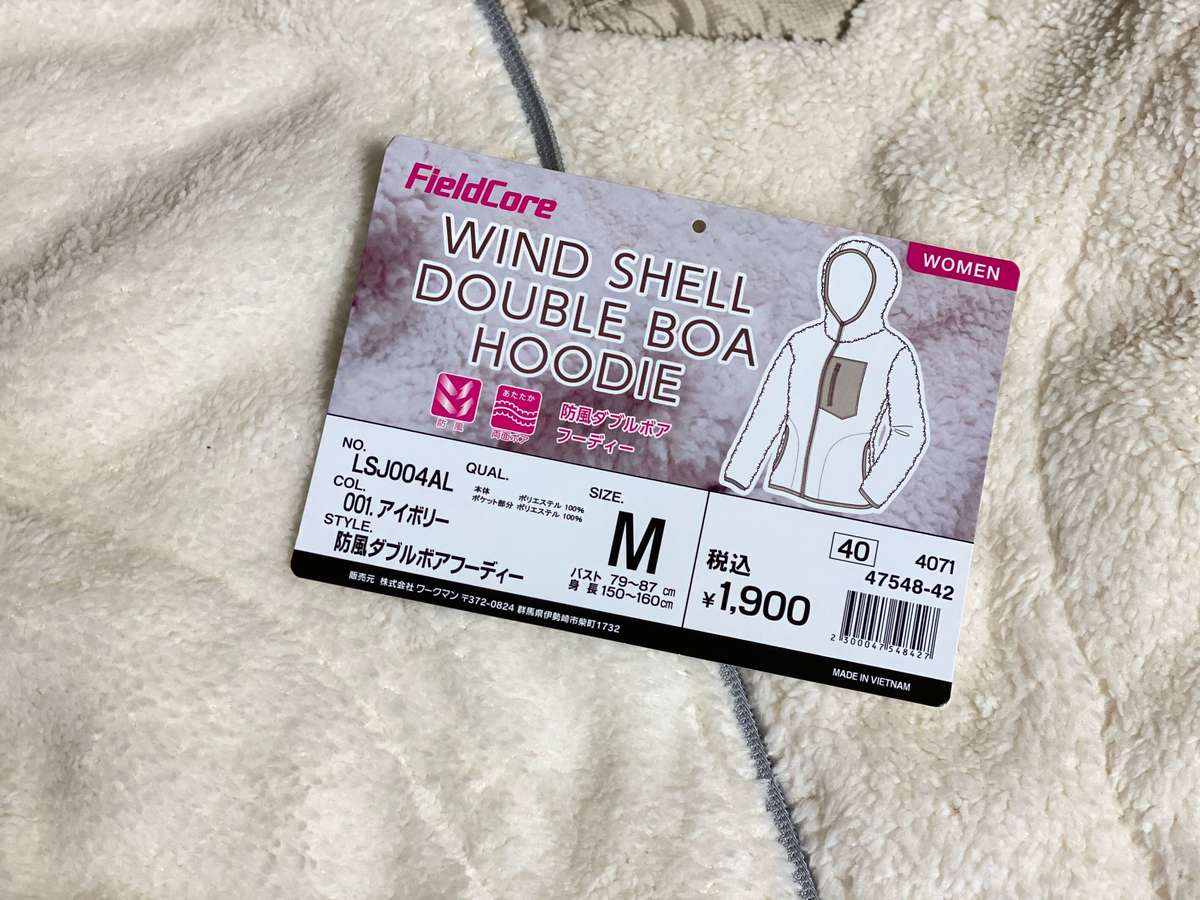 FieldCore
WIND SHELL
DOUBLE BOA
HOODIE
WOMEN
防風
あたたか
両面ボア
防風ダブルボア
フーディー
NO.
LSJ004AL
COL.
001.アイボリー
STYLE.
防風ダブルボアフーディー
QUAL.
本体 ポリエステル 100%
ポケット部分 ポリエステル 100%
SIZE.
M
バスト 79〜87 cm
身長 150〜160cm
税込
¥1,900
40
4071
47548-42
2 300047 548427
販売元 株式会社 ワークマン 〒372-0824 群馬県伊勢崎市柴町1732
MADE IN VIETNAM